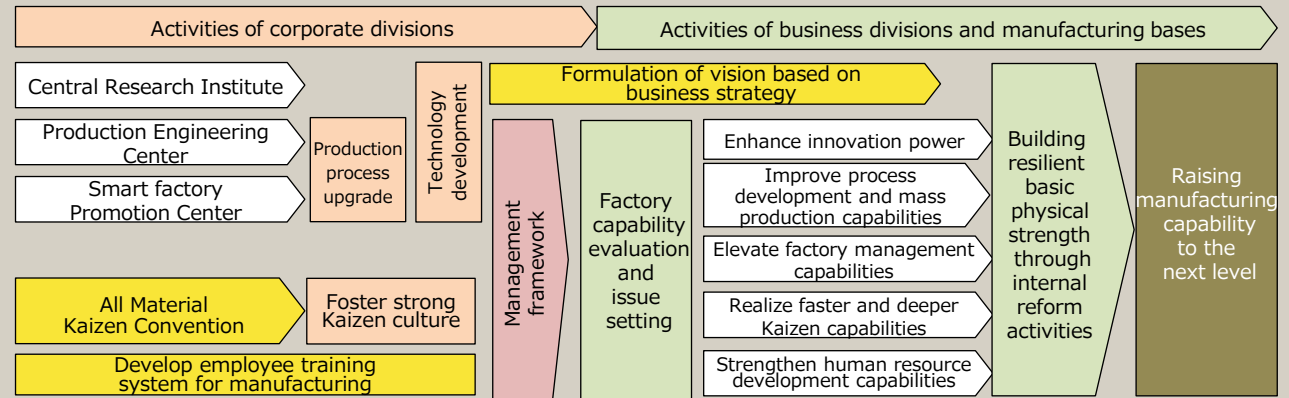 Activities of corporate divisions
Activities of business divisions and manufacturing bases
Central Research Institute
Production Engineering
Center
Smart factory
Promotion Center
Production
process
upgrade
Technology
development
All Material
Kaizen Convention
Foster strong
Kaizen culture
Develop employee training
system for manufacturing
Formulation of vision based on
business strategy
Management
framework
Factory
capability
evaluation
and
issue
setting
Enhance innovation power
Improve process
development and mass
production capabilities
Elevate factory management
capabilities
Realize faster and deeper
Kaizen capabilities
Strengthen human resource
development capabilities
Building
resilient
basic
physical
strength
through
internal
reform
activities
Raising
manufacturing
capability
to the
next level